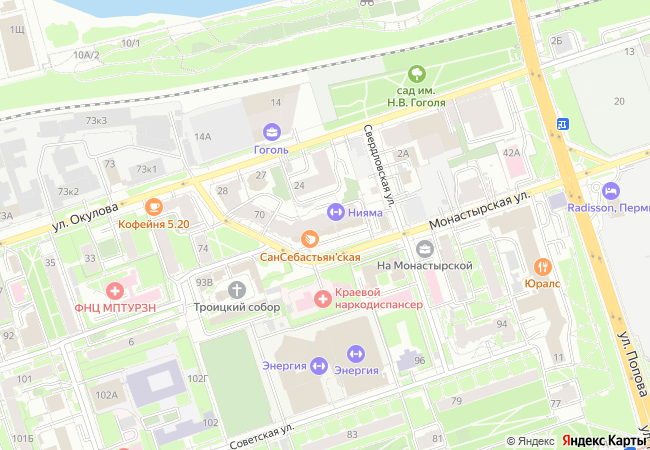 1Щ
10А/2
10/1
2Б
13
сад им.
Н.В. Гоголя
20
73к3
14А
14
Гоголь
Свердловская ул.
2А
42А
73
73к1
73к2
73А
ул. Окулова
28
27
24
Кофейня 5.20
70
Нияма
Монастырская ул.
Radisson, Пермь
74
СанСебастьян'ская
На Монастырской
93В
Троицкий собор
ФНЦ МПТУРЗН
Краевой
наркодиспансер
Юралс
92
6
94
ул. Попова
11
Энергия
Энергия
96
101
102А
102Г
102
77
79
101Б
Советская ул.
83
81
© Яндекс Яндекс Карты